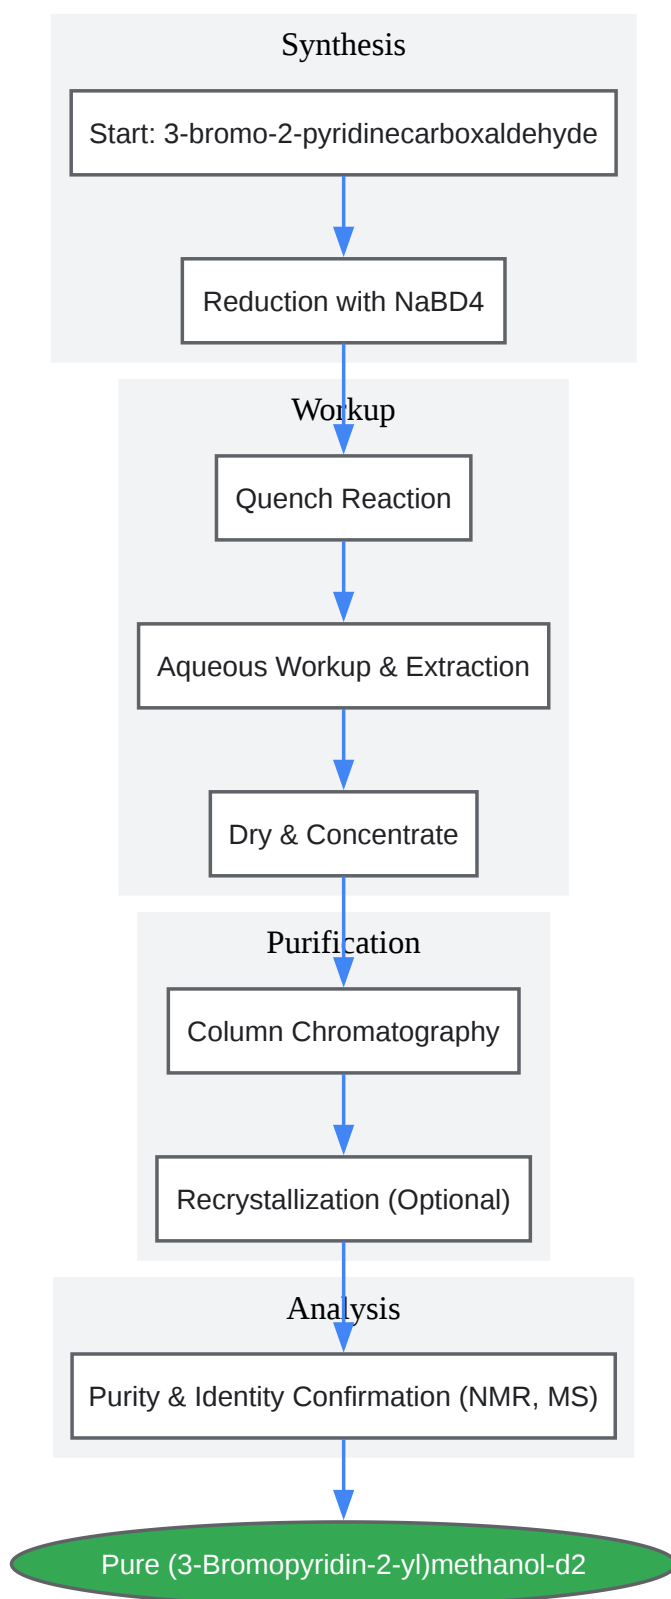 Synthesis
Start: 3-bromo-2-pyridinecarboxaldehyde
Reduction with NaBD4
Workup
Quench Reaction
Aqueous Workup & Extraction
Dry & Concentrate
Purification
Column Chromatography
Recrystallization (Optional)
Analysis
Purity & Identity Confirmation (NMR, MS)
Pure (3-Bromopyridin-2-yl)methanol-d2